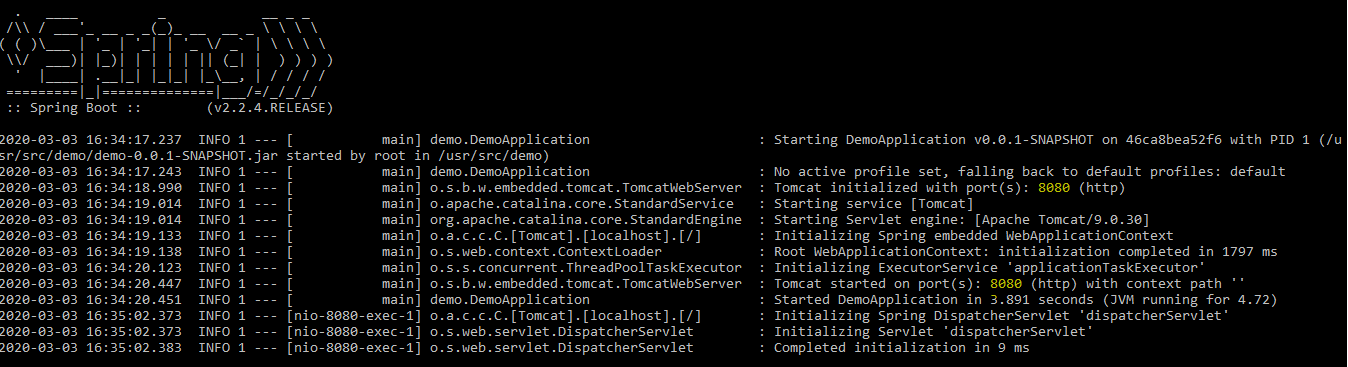 .   ____          _            __ _ _
 /\\ / ___'_ __ _ _(_)_ __  __ _ \ \ \ \
( ( )\___ | '_ | '_| | '_ \/ _` | \ \ \ \
 \\/  ___)| |_)| | | | | || (_| |  ) ) ) )
  '  |____| .__|_| |_|_| |_\__, | / / / /
 =========|_|==============|___/=/_/_/_/
 :: Spring Boot ::        (v2.2.4.RELEASE)
2020-03-03 16:34:17.237  INFO 1 --- [           main] demo.DemoApplication                     : Starting DemoApplication v0.0.1-SNAPSHOT on 46ca8bea52f6 with PID 1 (/u
sr/src/demo/demo-0.0.1-SNAPSHOT.jar started by root in /usr/src/demo)
2020-03-03 16:34:17.243  INFO 1 --- [           main] demo.DemoApplication                     : No active profile set, falling back to default profiles: default
2020-03-03 16:34:18.990  INFO 1 --- [           main] o.s.b.w.embedded.tomcat.TomcatWebServer  : Tomcat initialized with port(s): 8080 (http)
2020-03-03 16:34:19.014  INFO 1 --- [           main] o.apache.catalina.core.StandardService   : Starting service [Tomcat]
2020-03-03 16:34:19.014  INFO 1 --- [           main] org.apache.catalina.core.StandardEngine  : Starting Servlet engine: [Apache Tomcat/9.0.30]
2020-03-03 16:34:19.133  INFO 1 --- [           main] o.a.c.c.C.[Tomcat].[localhost].[/]       : Initializing Spring embedded WebApplicationContext
2020-03-03 16:34:19.138  INFO 1 --- [           main] o.s.web.context.ContextLoader            : Root WebApplicationContext: initialization completed in 1797 ms
2020-03-03 16:34:20.123  INFO 1 --- [           main] o.s.s.concurrent.ThreadPoolTaskExecutor  : Initializing ExecutorService 'applicationTaskExecutor'
2020-03-03 16:34:20.447  INFO 1 --- [           main] o.s.b.w.embedded.tomcat.TomcatWebServer  : Tomcat started on port(s): 8080 (http) with context path ''
2020-03-03 16:34:20.451  INFO 1 --- [           main] demo.DemoApplication                     : Started DemoApplication in 3.891 seconds (JVM running for 4.72)
2020-03-03 16:35:02.373  INFO 1 --- [nio-8080-exec-1] o.a.c.c.C.[Tomcat].[localhost].[/]       : Initializing Spring DispatcherServlet 'dispatcherServlet'
2020-03-03 16:35:02.373  INFO 1 --- [nio-8080-exec-1] o.s.web.servlet.DispatcherServlet        : Initializing Servlet 'dispatcherServlet'
2020-03-03 16:35:02.383  INFO 1 --- [nio-8080-exec-1] o.s.web.servlet.DispatcherServlet        : Completed initialization in 9 ms